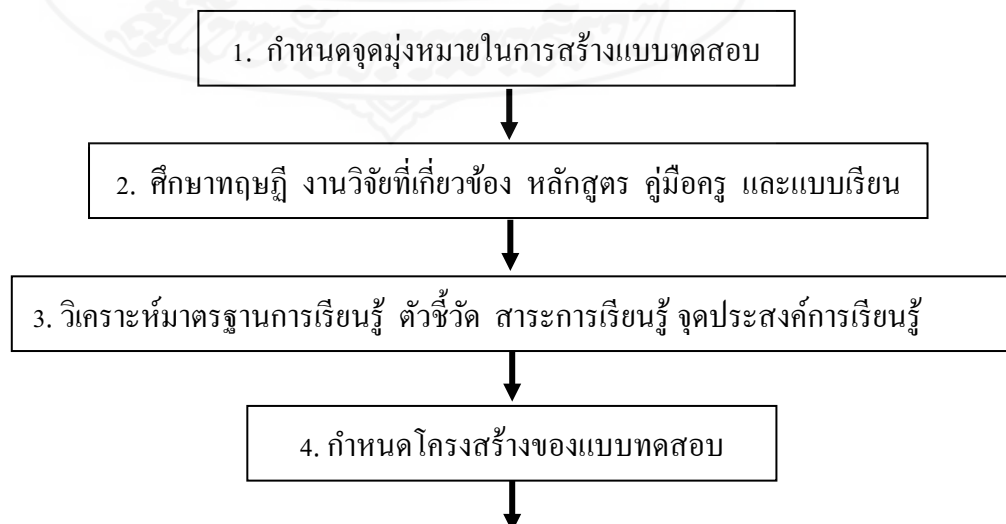 1. กำหนดจุดมุ่งหมายในการสร้างแบบทดสอบ
2. ศึกษาทฤษฎี งานวิจัยที่เกี่ยวข้อง หลักสูตร คู่มือครู และแบบเรียน
3. วิเคราะห์มาตรฐานการเรียนรู้ ตัวชี้วัด สาระการเรียนรู้ จุดประสงค์การเรียนรู้
4. กำหนดโครงสร้างของแบบทดสอบ